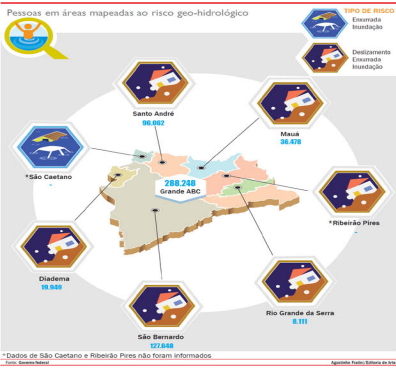 Pessoas em áreas mapeadas ao risco geo-hidrológico
TIPO DE RISCO
Enxurrada
Inundação
Deslizamento
Enxurrada
Inundação
Santo André
96.062
Mauá
36.478
*São Caetano
-
288.248
Grande ABC
*Ribeirão Pires
-
Diadema
19.949
Rio Grande da Serra
8.111
São Bernardo
127.648
*Dados de São Caetano e Ribeirão Pires não foram informados
Fonte: Governo federal
Agostinho Fratini/Editoria de Arte